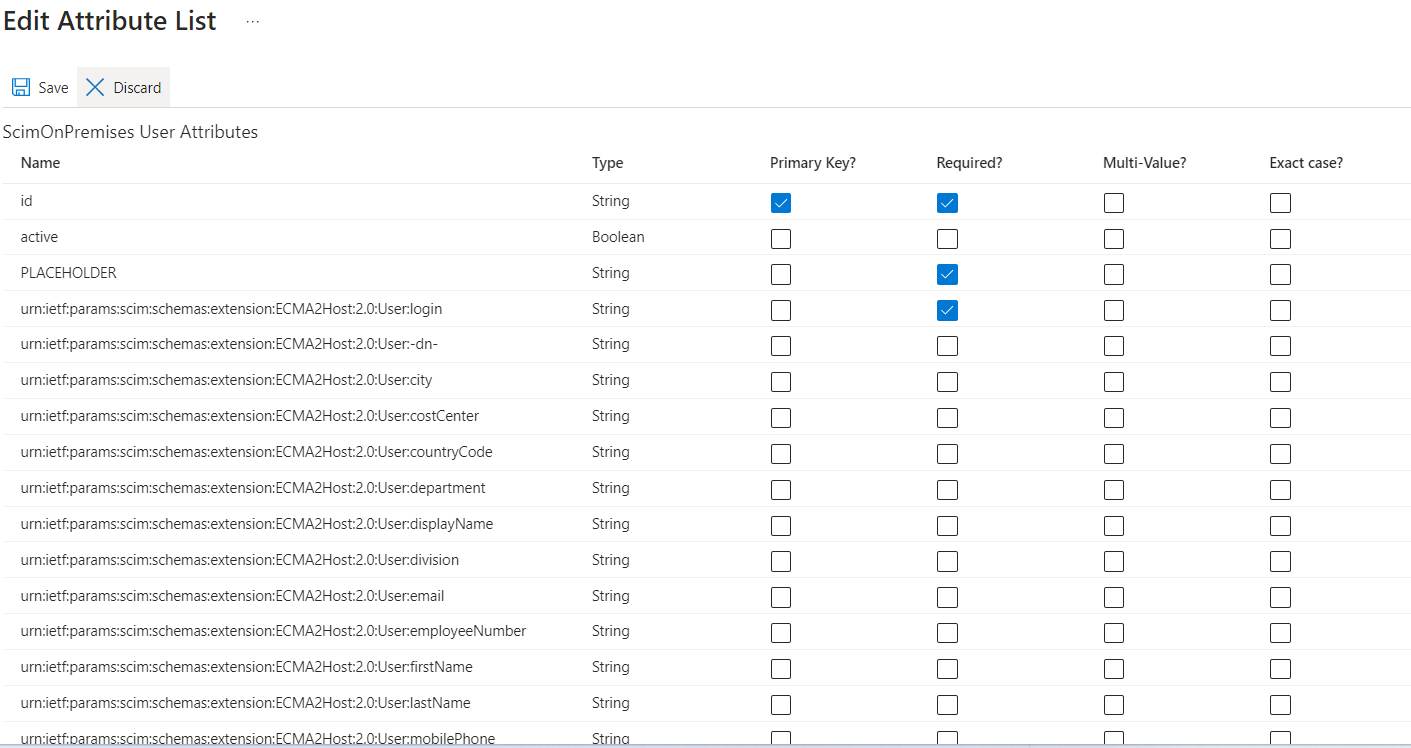 Edit Attribute List ...
Save Discard
ScimOnPremises User Attributes
Name Type Primary Key? Required? Multi-Value? Exact case?
id String
active Boolean
PLACEHOLDER String
urn:ietf:params:scim:schemas:extension:ECMA2Host:2.0:User:login String
urn:ietf:params:scim:schemas:extension:ECMA2Host:2.0:User:-dn- String
urn:ietf:params:scim:schemas:extension:ECMA2Host:2.0:User:city String
urn:ietf:params:scim:schemas:extension:ECMA2Host:2.0:User:costCenter String
urn:ietf:params:scim:schemas:extension:ECMA2Host:2.0:User:countryCode String
urn:ietf:params:scim:schemas:extension:ECMA2Host:2.0:User:department String
urn:ietf:params:scim:schemas:extension:ECMA2Host:2.0:User:displayName String
urn:ietf:params:scim:schemas:extension:ECMA2Host:2.0:User:division String
urn:ietf:params:scim:schemas:extension:ECMA2Host:2.0:User:email String
urn:ietf:params:scim:schemas:extension:ECMA2Host:2.0:User:employeeNumber String
urn:ietf:params:scim:schemas:extension:ECMA2Host:2.0:User:firstName String
urn:ietf:params:scim:schemas:extension:ECMA2Host:2.0:User:lastName String
urn:ietf:params:scim:schemas:extension:ECMA2Host:2.0:User:mobilePhone String